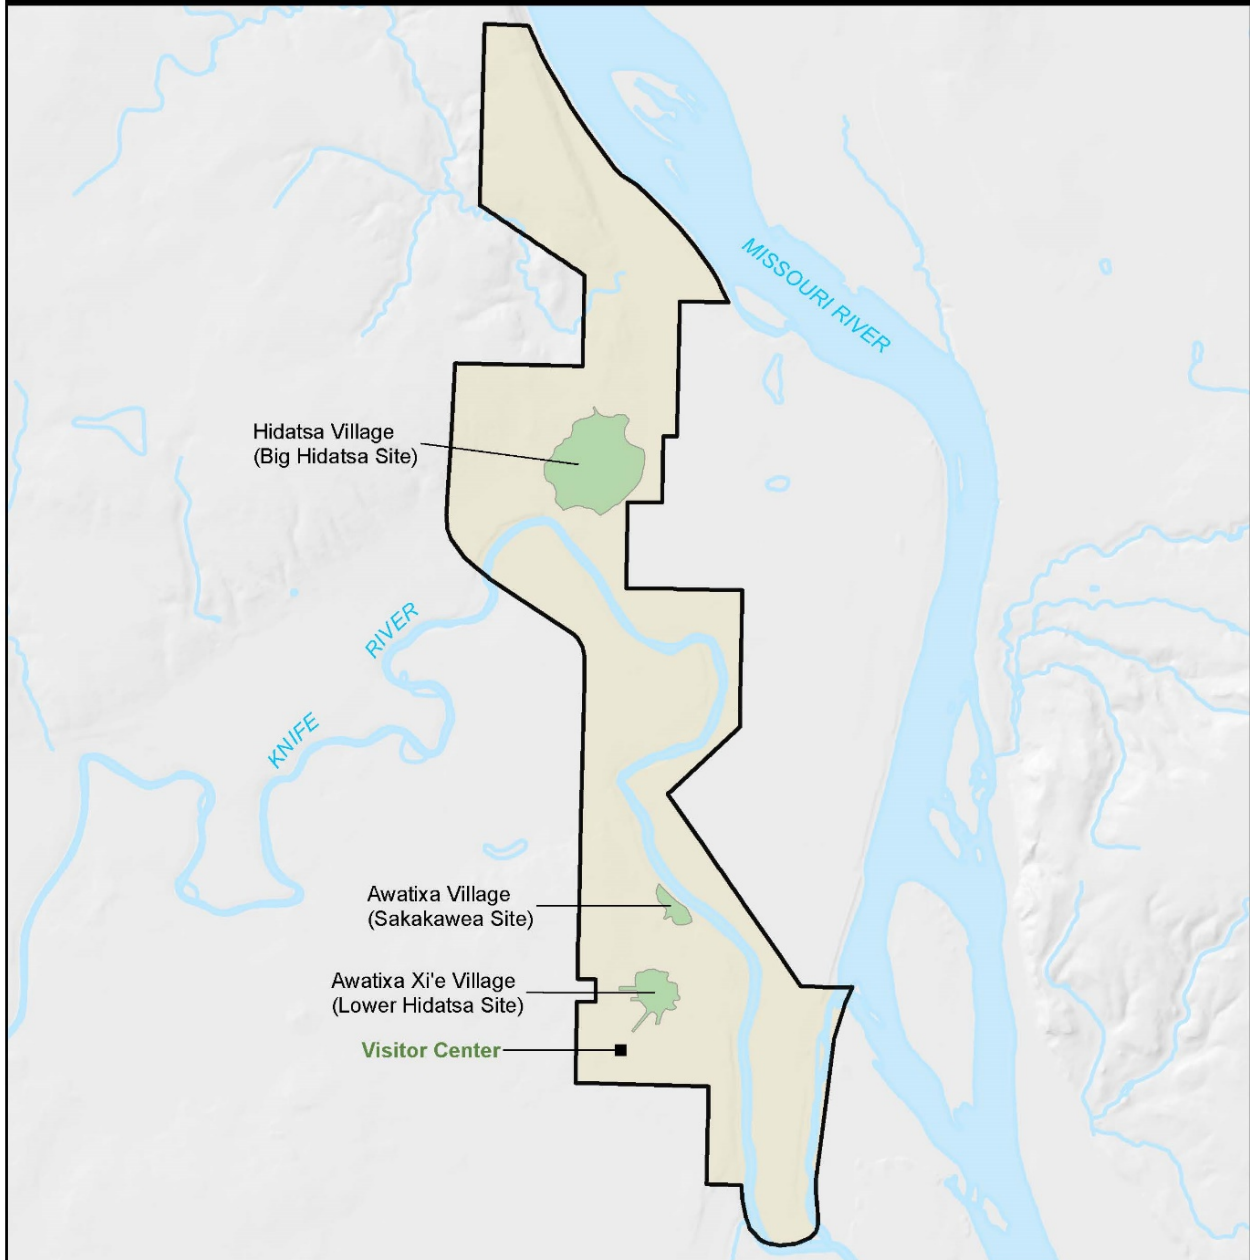 MISSOURI RIVER
Hidatsa Village
(Big Hidatsa Site)
RIVER
KNIFE
Awatixa Village
(Sakakawea Site)
Awatixa Xi'e Village
(Lower Hidatsa Site)
Visitor Center